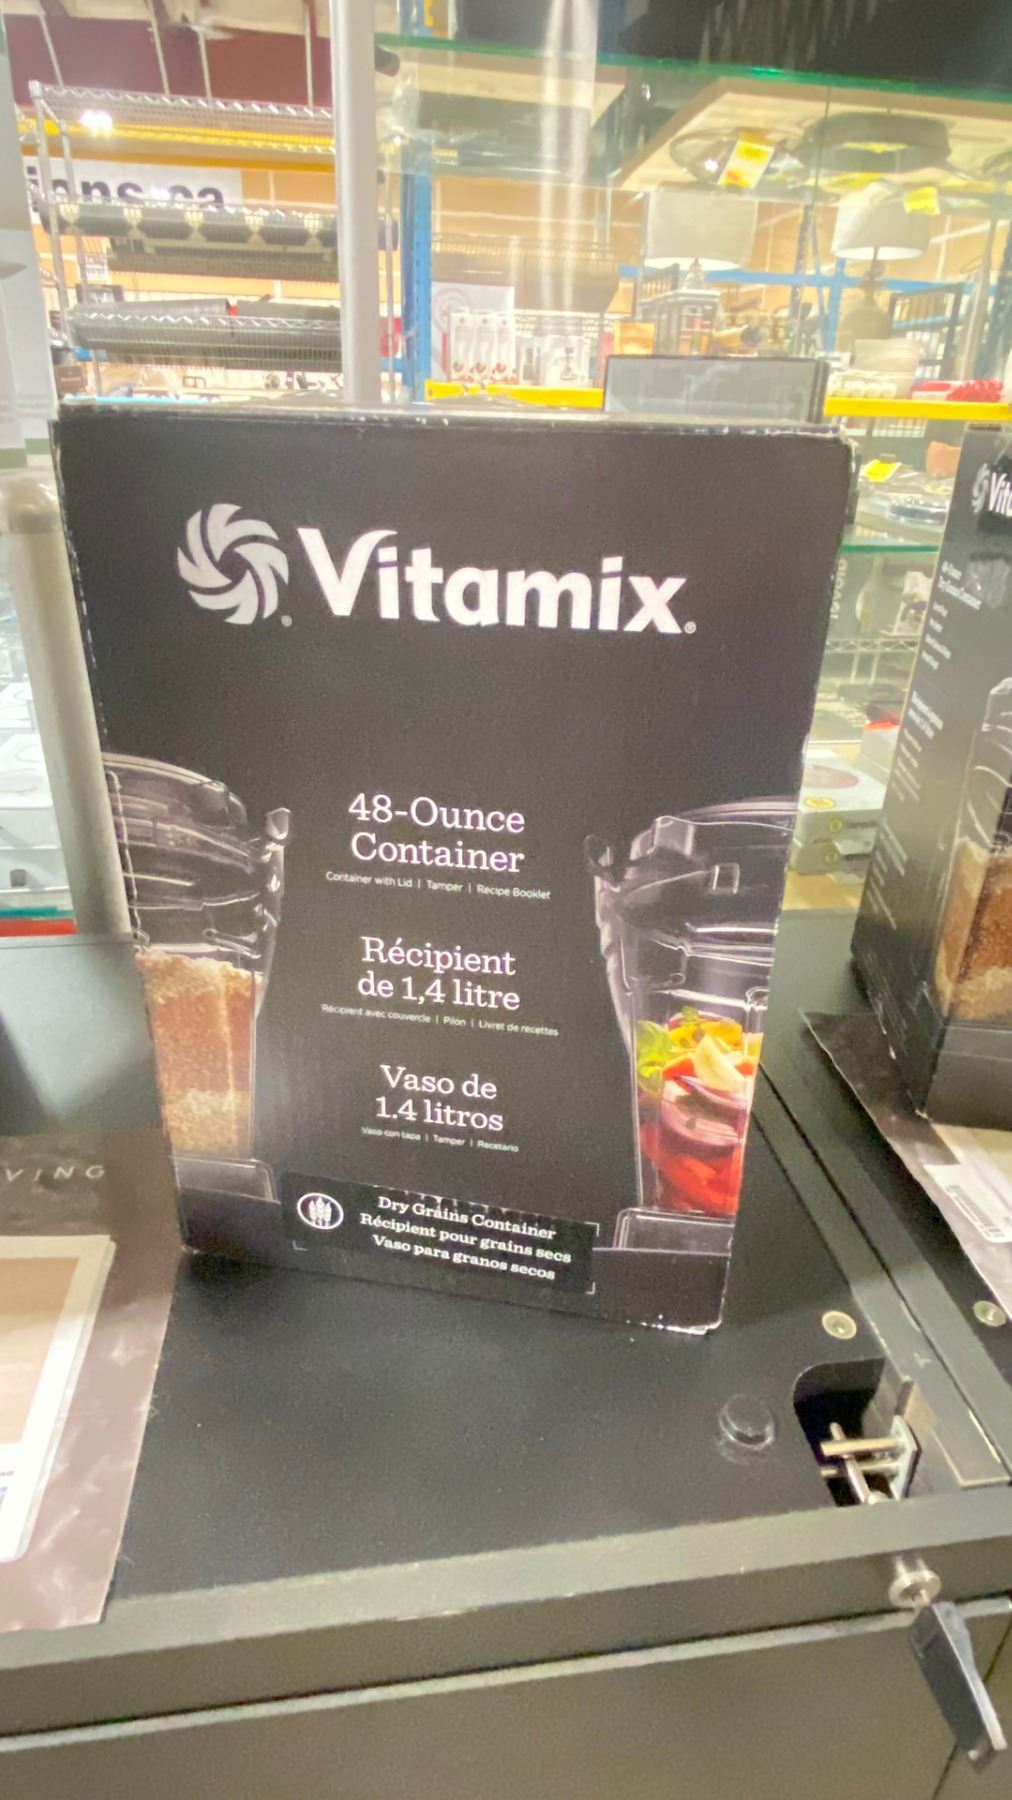 Vitamix
48-Ounce
Container
Container with Lid | Tamper | Recipe Booklet
Récipient
de 1,4 litre
Récipient avec couvercle | Pilon | Livret de recettes
Vaso de
1.4 litros
Vaso con tapa | Tamper | Recetario
Dry Grains Container
Récipient pour grains secs
Vaso para granos secos
VING